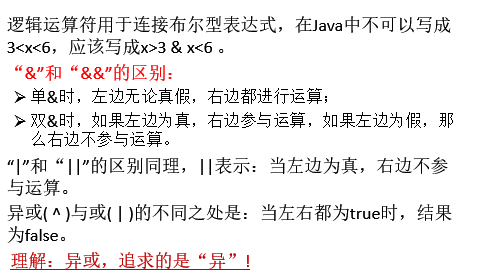 逻辑运算符用于连接布尔型表达式，在Java中不可以写成
3<x<6，应该写成x>3 & x<6 。
“&”和“&&”的区别：
➢ 单&时，左边无论真假，右边都进行运算；
➢ 双&时，如果左边为真，右边参与运算，如果左边为假，那
么右边不参与运算。
“|”和“||”的区别同理，||表示：当左边为真，右边不参
与运算。
异或( ^ )与或( | )的不同之处是：当左右都为true时，结果
为false。
理解：异或，追求的是“异”!